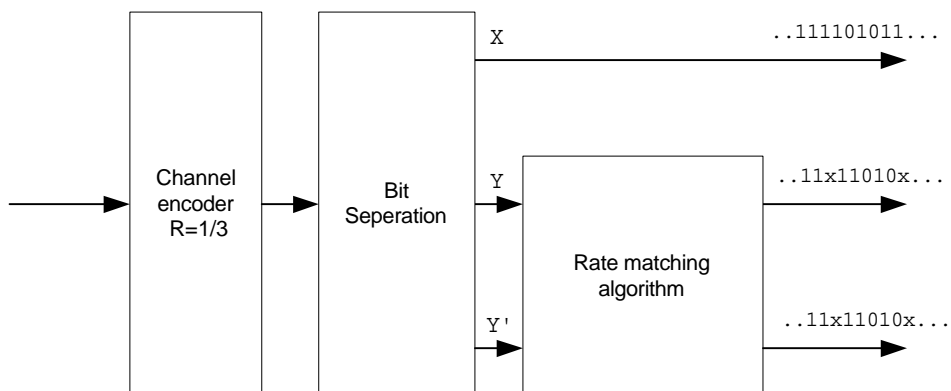 X
..111101011...
Channel
encoder
R=1/3
Bit
Seperation
Y
..11x11010x...
Rate matching
algorithm
Y'
..11x11010x...